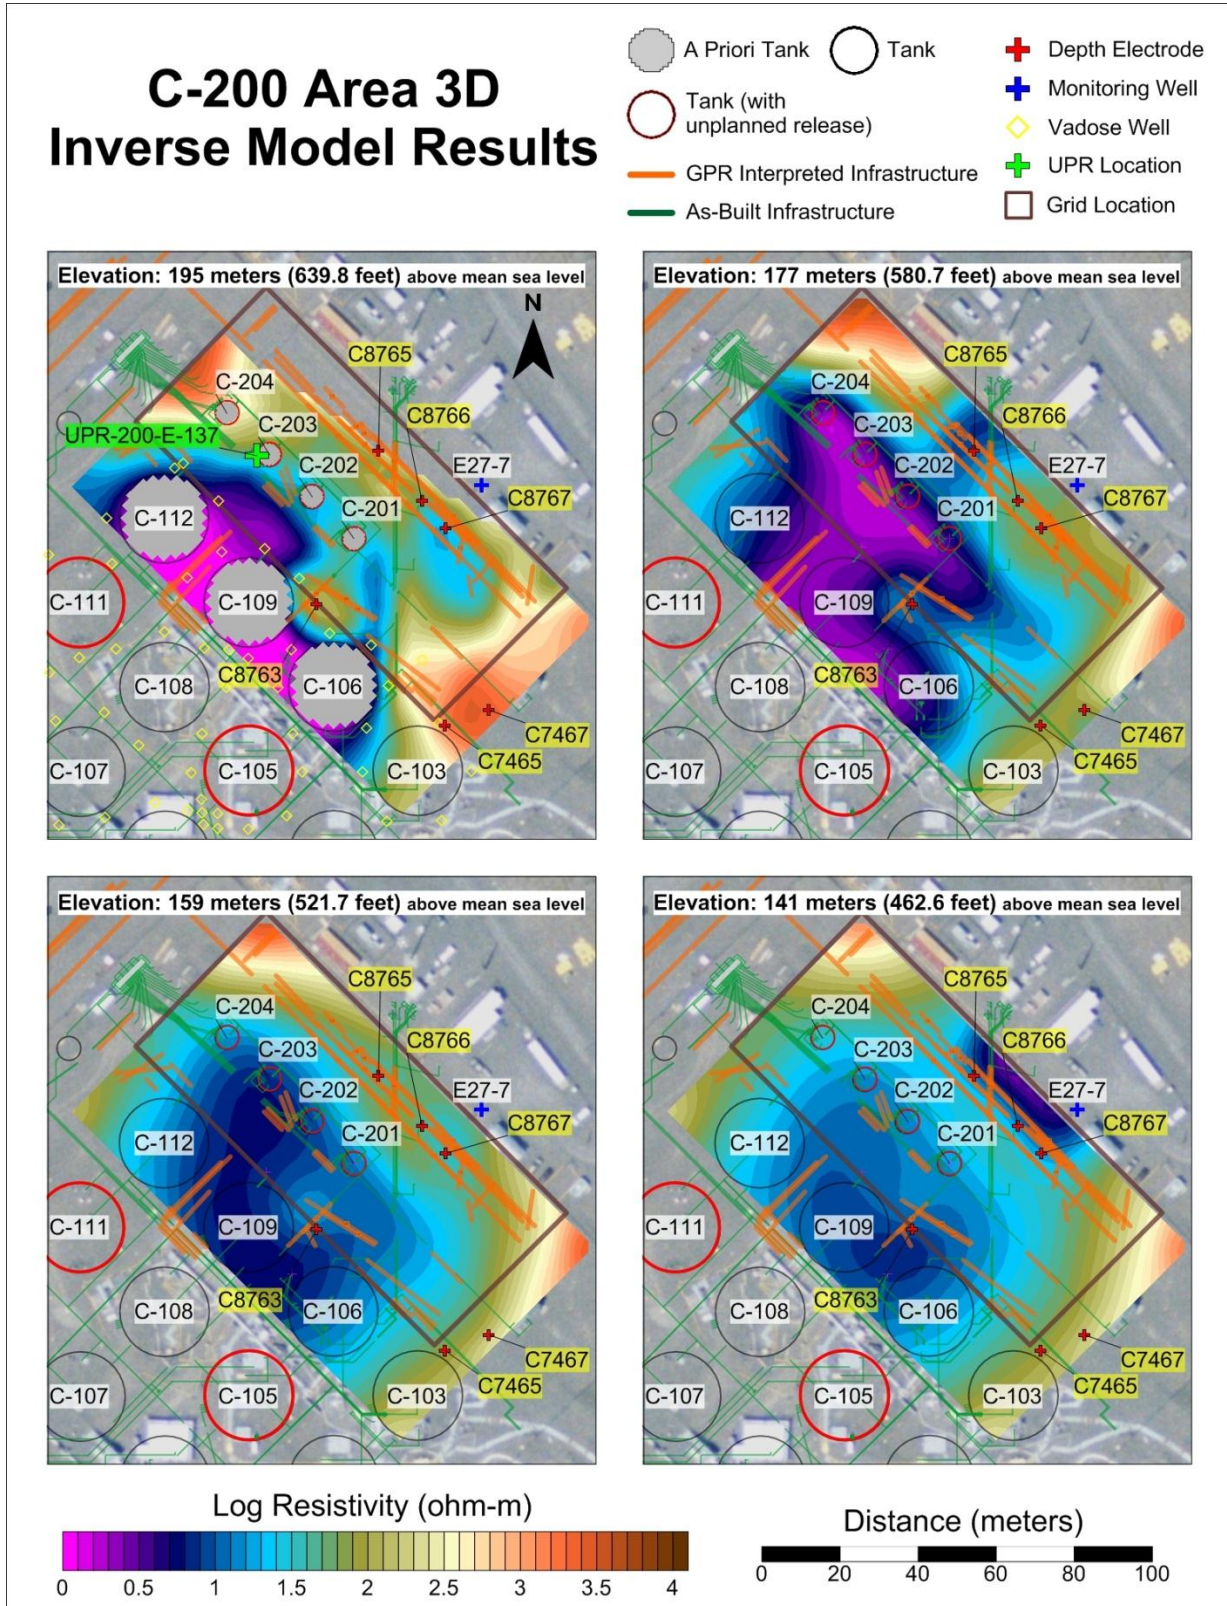 C-200 Area 3D
Inverse Model Results
A Priori Tank
Tank
Tank (with
unplanned release)
GPR Interpreted Infrastructure
As-Built Infrastructure
Depth Electrode
Monitoring Well
Vadose Well
UPR Location
Grid Location
Elevation: 195 meters (639.8 feet) above mean sea level
N
C8765
C-204
C8766
C-203
UPR-200-E-137
C-202
E27-7
C8767
C-201
C-112
C-111
C-109
C8763
C-108
C-106
C7467
C7465
C-107
C-105
C-103
Elevation: 177 meters (580.7 feet) above mean sea level
C8765
C-204
C8766
C-203
C-202
E27-7
C8767
C-201
C-112
C-111
C-109
C8763
C-108
C-106
C7467
C7465
C-107
C-105
C-103
Elevation: 159 meters (521.7 feet) above mean sea level
C8765
C-204
C8766
C-203
C-202
E27-7
C8767
C-201
C-112
C-111
C-109
C8763
C-108
C-106
C7467
C7465
C-107
C-105
C-103
Elevation: 141 meters (462.6 feet) above mean sea level
C8765
C-204
C8766
C-203
C-202
E27-7
C8767
C-201
C-112
C-111
C-109
C8763
C-108
C-106
C7467
C7465
C-107
C-105
C-103
Log Resistivity (ohm-m)
0 0.5 1 1.5 2 2.5 3 3.5 4
Distance (meters)
0 20 40 60 80 100